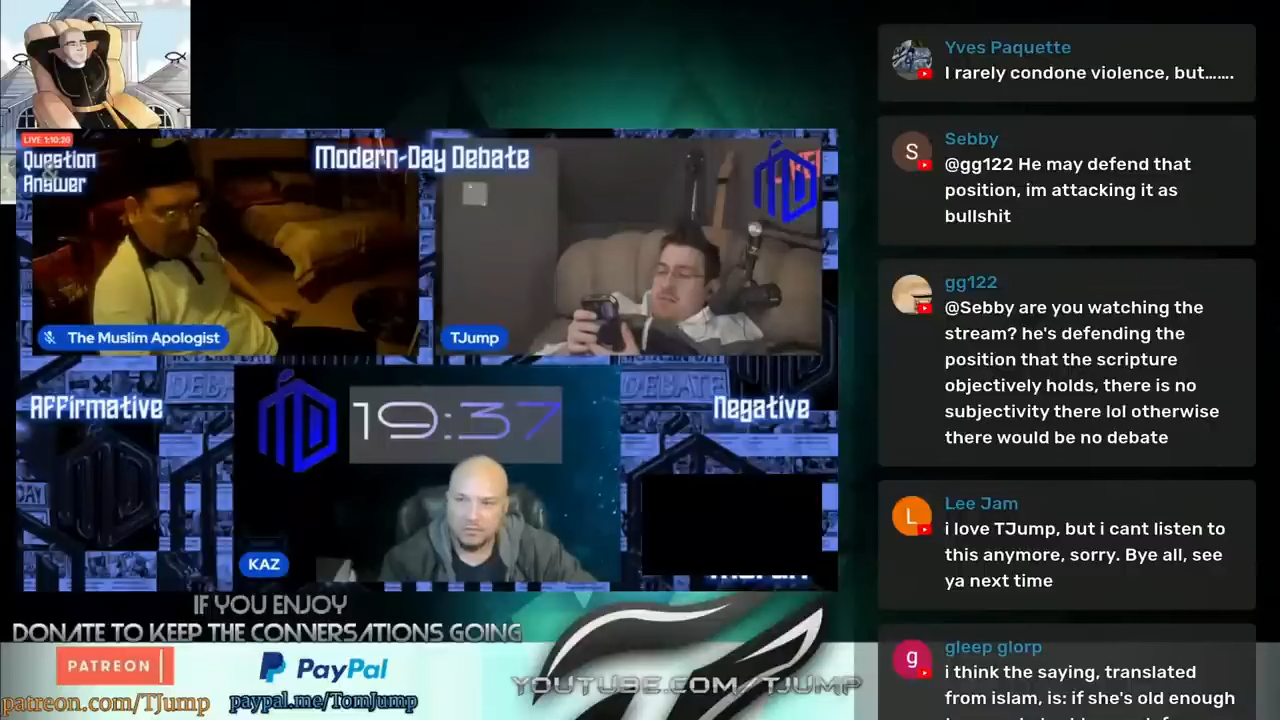 LIVE 1:10:26
Question
&
Answer
Modern-Day Debate
The Muslim Apologist
TJump
Affirmative
DEBATE
DEBATE
Negative
19:37
DAY
KAZ
IF YOU ENJOY
DONATE TO KEEP THE CONVERSATIONS GOING
PATREON
PayPal
patreon.com/TJump
paypal.me/TomJump
YOUTUBE.COM/TJUMP
Yves Paquette
I rarely condone violence, but.......
S
Sebby
@gg122 He may defend that
position, im attacking it as
bullshit
gg122
@Sebby are you watching the
stream? he's defending the
position that the scripture
objectively holds, there is no
subjectivity there lol otherwise
there would be no debate
L
Lee Jam
i love TJump, but i cant listen to
this anymore, sorry. Bye all, see
ya next time
g
gleep glorp
i think the saying, translated
from islam, is: if she's old enough